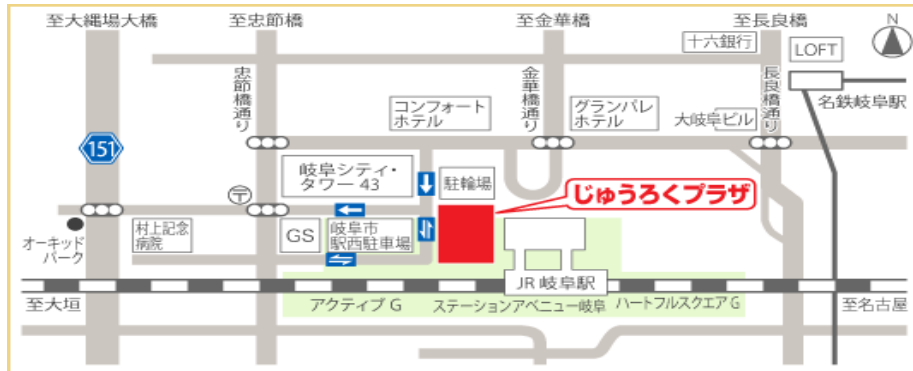 至大縄場大橋
至忠節橋
至金華橋
至長良橋
N
十六銀行
LOFT
忠節橋通り
金華橋通り
長良橋通り
名鉄岐阜駅
コンフォート
ホテル
グランパレ
ホテル
大岐阜ビル
151
岐阜シティ・
タワー43
駐輪場
じゅうろくプラザ
〒
オーキッド
パーク
村上記念
病院
GS
岐阜市
駅西駐車場
JR岐阜駅
至大垣
アクティブG
ステーションアベニュー岐阜
ハートフルスクエアG
至名古屋